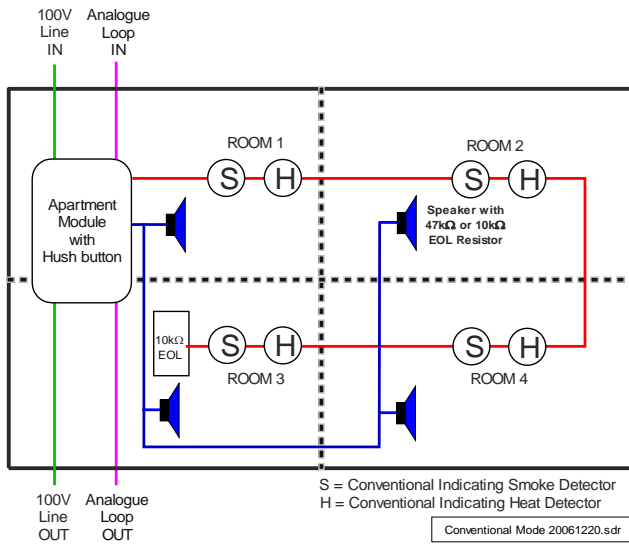 100V
Line
IN
Analogue
Loop
IN
ROOM 1
ROOM 2
S
H
S
H
Apartment
Module
with
Hush button
Speaker with
47kΩ or 10kΩ
EOL Resistor
10kΩ
EOL
S
H
S
H
ROOM 3
ROOM 4
S = Conventional Indicating Smoke Detector
H = Conventional Indicating Heat Detector
100V
Line
OUT
Analogue
Loop
OUT
Conventional Mode 20061220.sdr